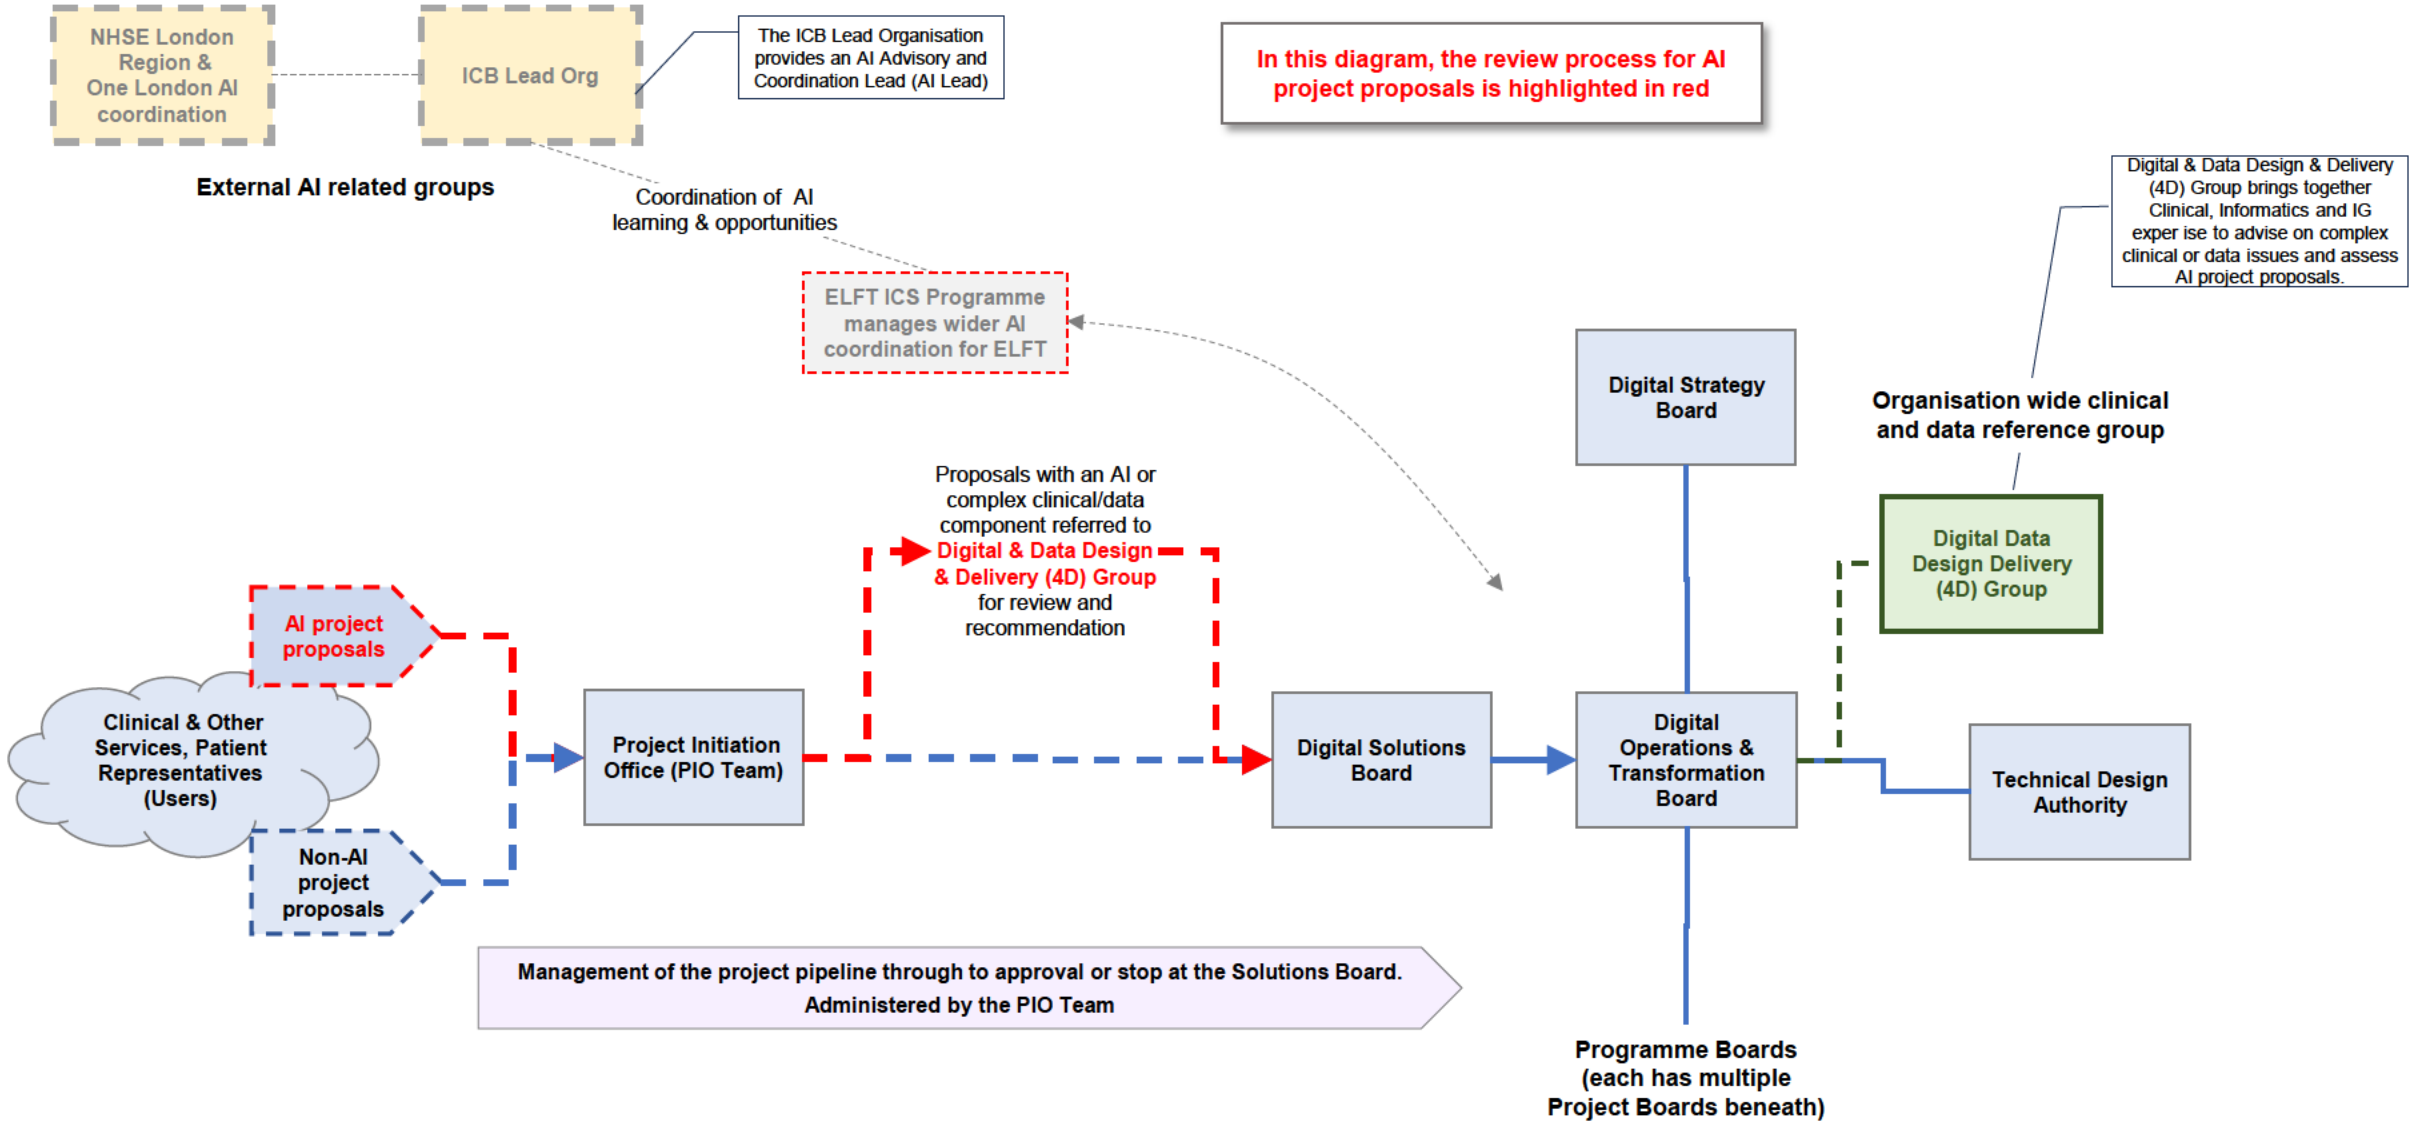 NHSE London
Region &
One London AI
coordination
ICB Lead Org
The ICB Lead Organisation
provides an AI Advisory and
Coordination Lead (AI Lead)
In this diagram, the review process for AI
project proposals is highlighted in red
External AI related groups
Coordination of AI
learning & opportunities
Digital & Data Design & Delivery
(4D) Group brings together
Clinical, Informatics and IG
exper ise to advise on complex
clinical or data issues and assess
AI project proposals.
ELFT ICS Programme
manages wider AI
coordination for ELFT
Digital Strategy
Board
Organisation wide clinical
and data reference group
Proposals with an AI or
complex clinical/data
component referred to
Digital & Data Design
& Delivery (4D) Group
for review and
recommendation
Digital Data
Design Delivery
(4D) Group
AI project
proposals
Clinical & Other
Services, Patient
Representatives
(Users)
Non-AI
project
proposals
Project Initiation
Office (PIO Team)
Digital Solutions
Board
Digital
Operations &
Transformation
Board
Technical Design
Authority
Management of the project pipeline through to approval or stop at the Solutions Board.
Administered by the PIO Team
Programme Boards
(each has multiple
Project Boards beneath)